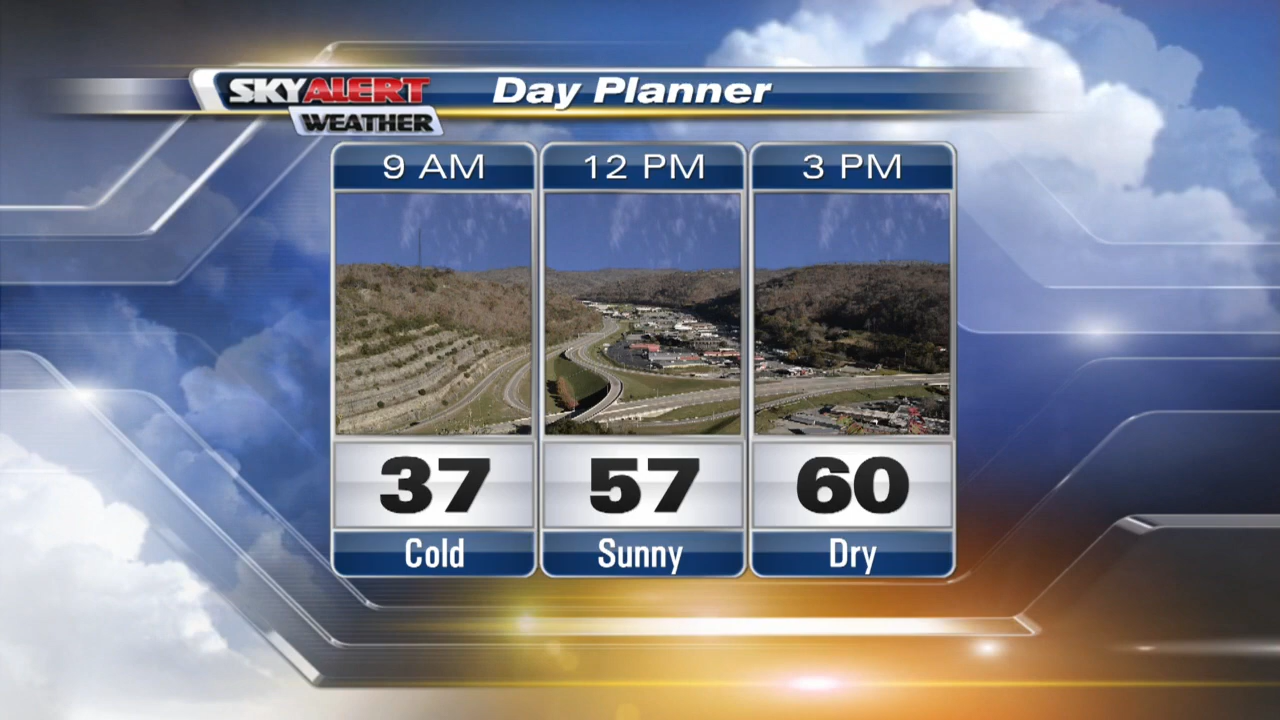 SKYALERT
WEATHER
Day Planner
9 AM
12 PM
3 PM
37
57
60
Cold
Sunny
Dry